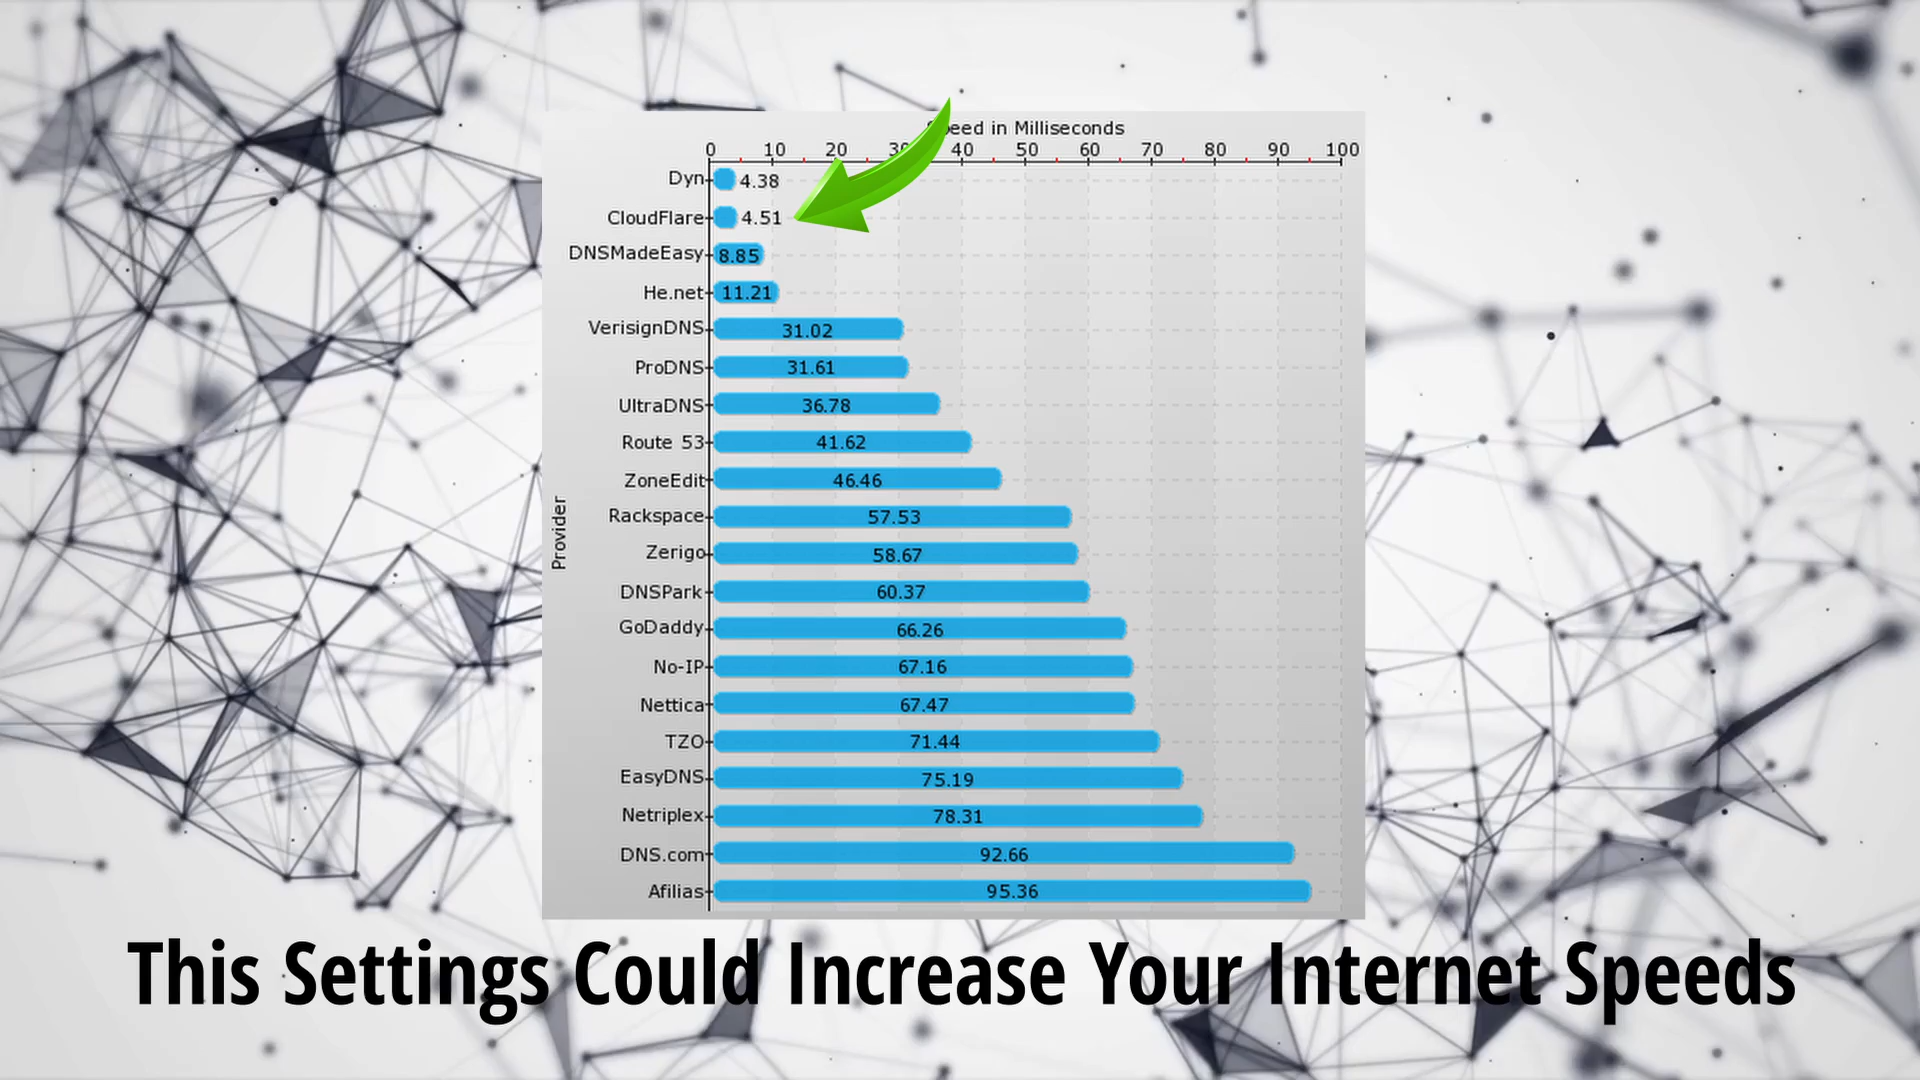 Speed in Milliseconds
0 10 20 30 40 50 60 70 80 90 100
Provider
Dyn 4.38
CloudFlare 4.51
DNSMadeEasy 8.85
He.net 11.21
VerisignDNS 31.02
ProDNS 31.61
UltraDNS 36.78
Route 53 41.62
ZoneEdit 46.46
Rackspace 57.53
Zerigo 58.67
DNSPark 60.37
GoDaddy 66.26
No-IP 67.16
Nettica 67.47
TZO 71.44
EasyDNS 75.19
Netriplex 78.31
DNS.com 92.66
Afilias 95.36
This Settings Could Increase Your Internet Speeds